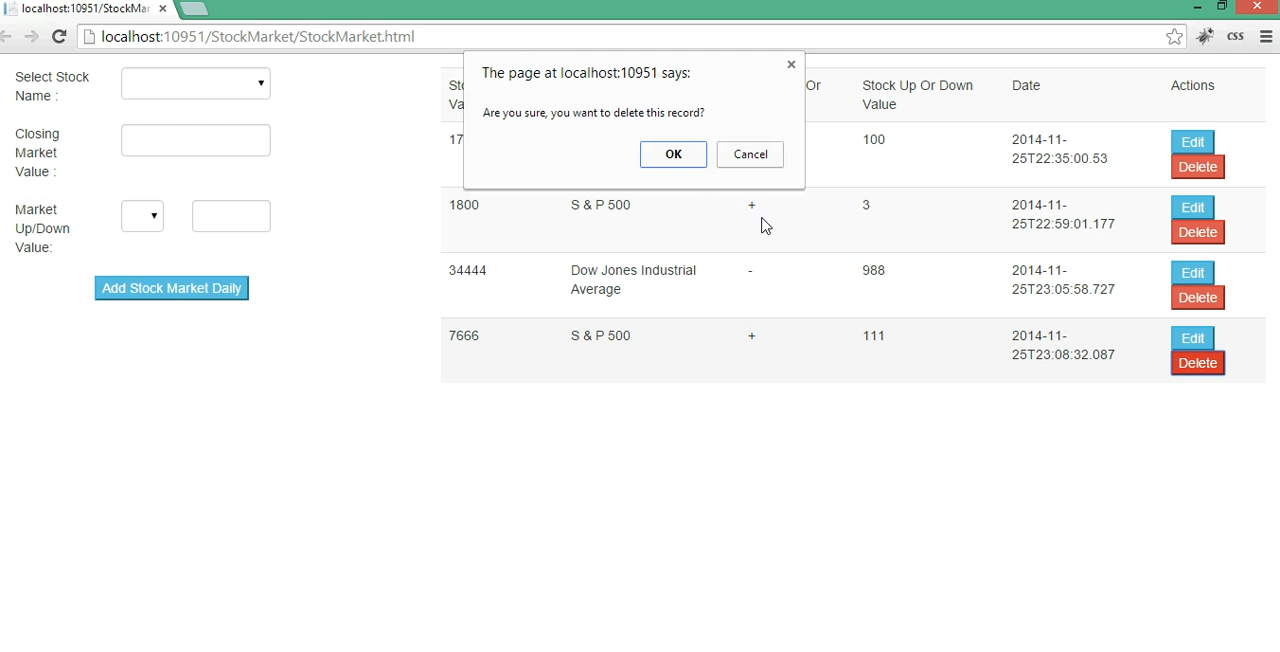 localhost:10951/StockMar
localhost:10951/StockMarket/StockMarket.html
CSS
The page at localhost:10951 says:
Are you sure, you want to delete this record?
OK
Cancel
Select Stock
Name :
Closing
Market
Value :
Market
Up/Down
Value:
Add Stock Market Daily
Or
Stock Up Or Down
Value
Date
Actions
17
100
2014-11-
25T22:35:00.53
Edit
Delete
1800
S & P 500
+
3
2014-11-
25T22:59:01.177
Edit
Delete
34444
Dow Jones Industrial
Average
-
988
2014-11-
25T23:05:58.727
Edit
Delete
7666
S & P 500
+
111
2014-11-
25T23:08:32.087
Edit
Delete